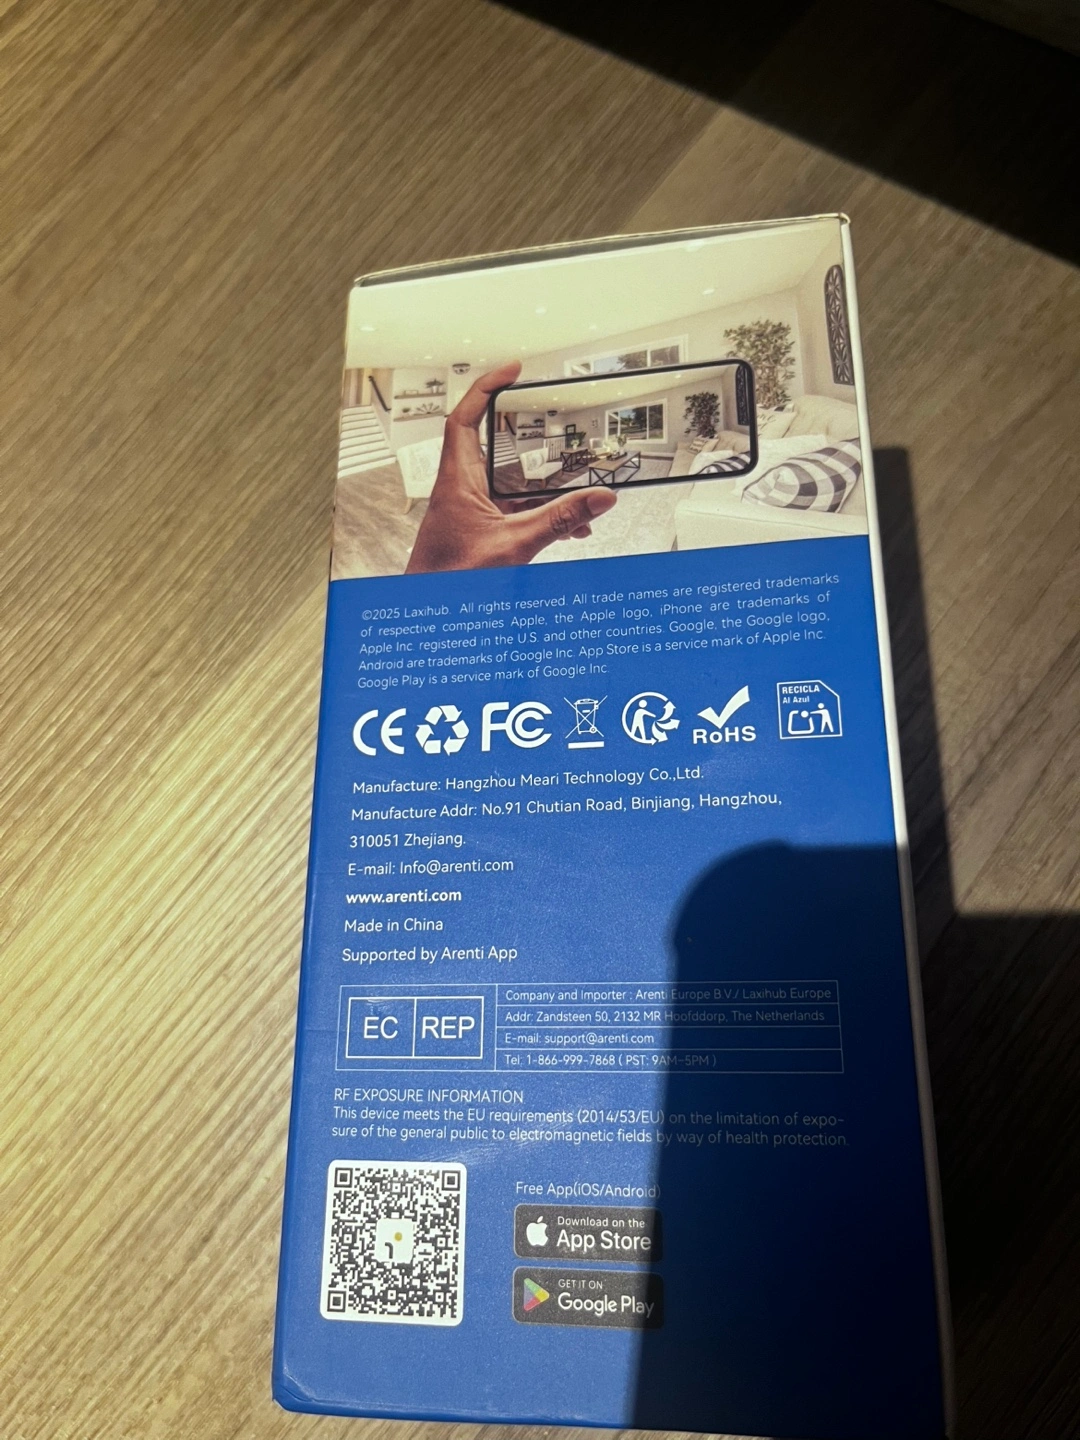 ©2025 Laxihub. All rights reserved. All trade names are registered trademarks
of respective companies Apple, the Apple logo, iPhone are trademarks of
Apple Inc. registered in the U.S. and other countries. Google, the Google logo,
Android are trademarks of Google Inc. App Store is a service mark of Apple Inc.
Google Play is a service mark of Google Inc.
CE FC RoHS RECICLA
Al Azul
Manufacture: Hangzhou Meari Technology Co.,Ltd.
Manufacture Addr: No.91 Chutian Road, Binjiang, Hangzhou,
310051 Zhejiang.
E-mail: Info@arenti.com
www.arenti.com
Made in China
Supported by Arenti App
EC REP
Company and Importer : Arenti Europe B V / Laxihub Europe
Addr: Zandsteen 50, 2132 MR Hoofddorp, The Netherlands
E-mail: support@arenti.com
Tel: 1-866-999-7868 ( PST: 9AM-5PM )
RF EXPOSURE INFORMATION
This device meets the EU requirements (2014/53/EU) on the limitation of expo-
sure of the general public to electromagnetic fields by way of health protection.
Free App(iOS/Android)
Download on the
App Store
GET IT ON
Google Play